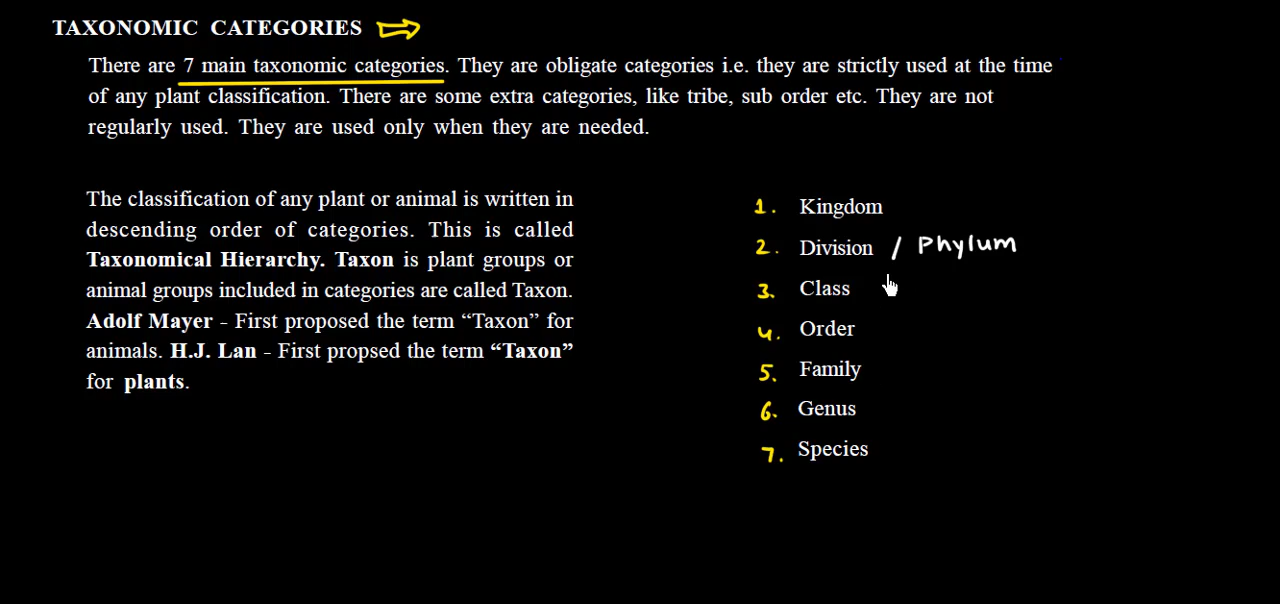 TAXONOMIC CATEGORIES
There are 7 main taxonomic categories. They are obligate categories i.e. they are strictly used at the time
of any plant classification. There are some extra categories, like tribe, sub order etc. They are not
regularly used. They are used only when they are needed.
The classification of any plant or animal is written in
descending order of categories. This is called
Taxonomical Hierarchy. Taxon is plant groups or
animal groups included in categories are called Taxon.
Adolf Mayer - First proposed the term “Taxon” for
animals. H.J. Lan - First propsed the term “Taxon”
for plants.
1. Kingdom
2. Division / Phylum
3. Class
4. Order
5. Family
6. Genus
7. Species